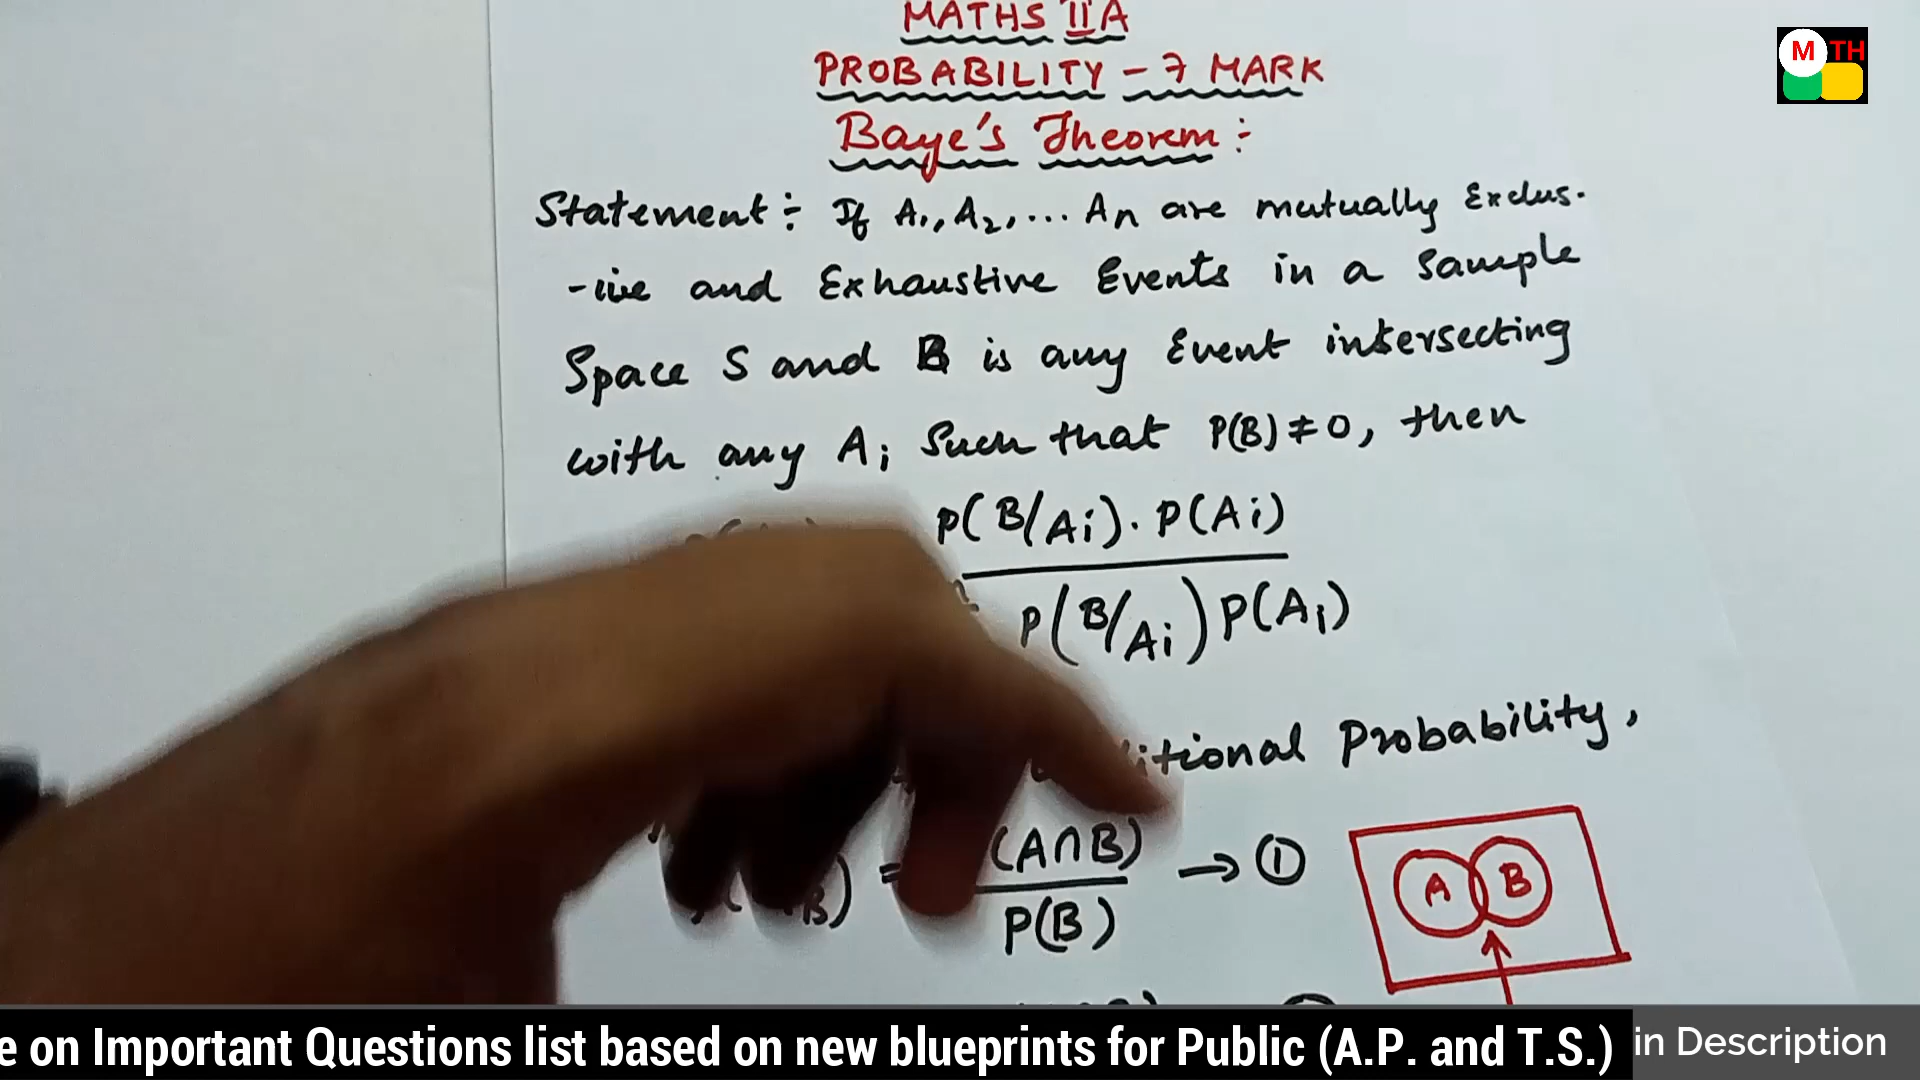 MATHS IIA
M TH
PROBABILITY - 7 MARK
Baye's Theorem :-
Statement :- If A1, A2, ... An are mutually Exclus-
-ive and Exhaustive Events in a Sample
Space S and B is any Event intersecting
with any Ai Such that P(B) ≠ 0, then
P(B/Ai) . P(Ai)
P(B/Ai) P(Ai)
Probability,
= (A∩B) → ①
P(B)
A B
e on Important Questions list based on new blueprints for Public (A.P. and T.S.) in Description